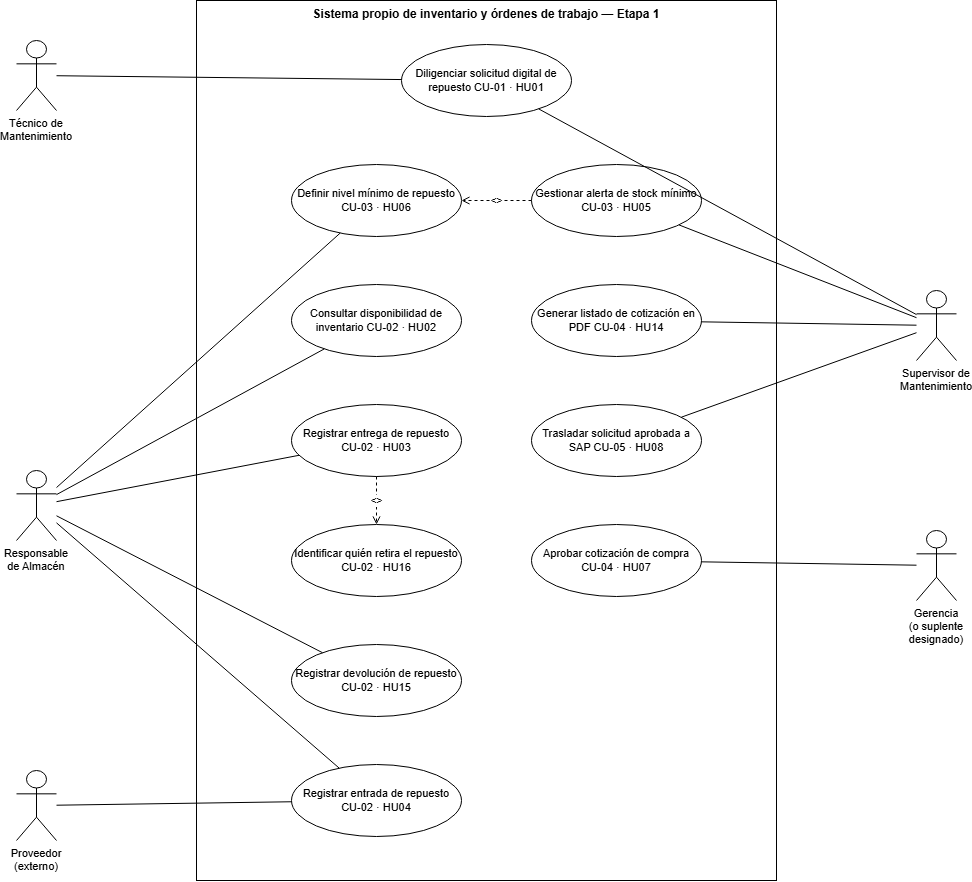 Sistema propio de inventario y órdenes de trabajo — Etapa 1
Técnico de
Mantenimiento
Diligenciar solicitud digital de
repuesto CU-01 · HU01
Definir nivel mínimo de repuesto
CU-03 · HU06
Gestionar alerta de stock mínimo
CU-03 · HU05
Consultar disponibilidad de
inventario CU-02 · HU02
Generar listado de cotización en
PDF CU-04 · HU14
Supervisor de
Mantenimiento
Registrar entrega de repuesto
CU-02 · HU03
Trasladar solicitud aprobada a
SAP CU-05 · HU08
Responsable
de Almacén
Identificar quién retira el repuesto
CU-02 · HU16
Aprobar cotización de compra
CU-04 · HU07
Gerencia
(o suplente
designado)
Registrar devolución de repuesto
CU-02 · HU15
Registrar entrada de repuesto
CU-02 · HU04
Proveedor
(externo)